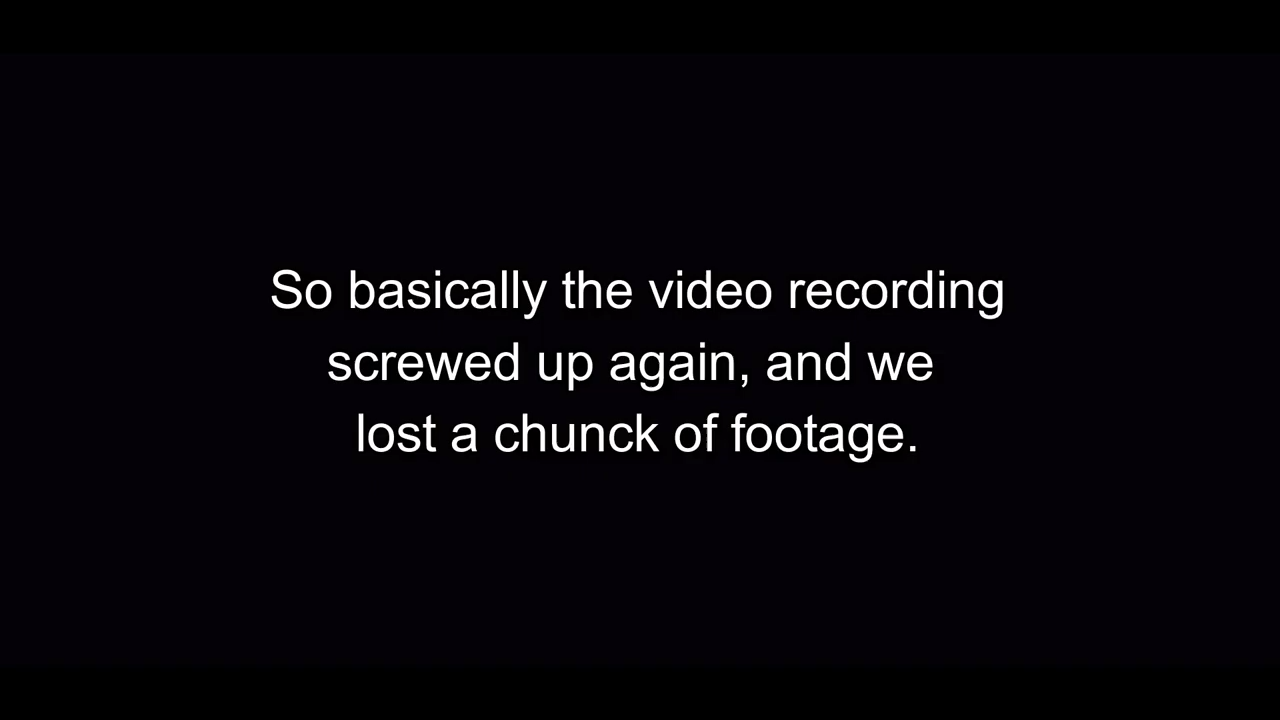 So basically the video recording
screwed up again, and we
lost a chunck of footage.